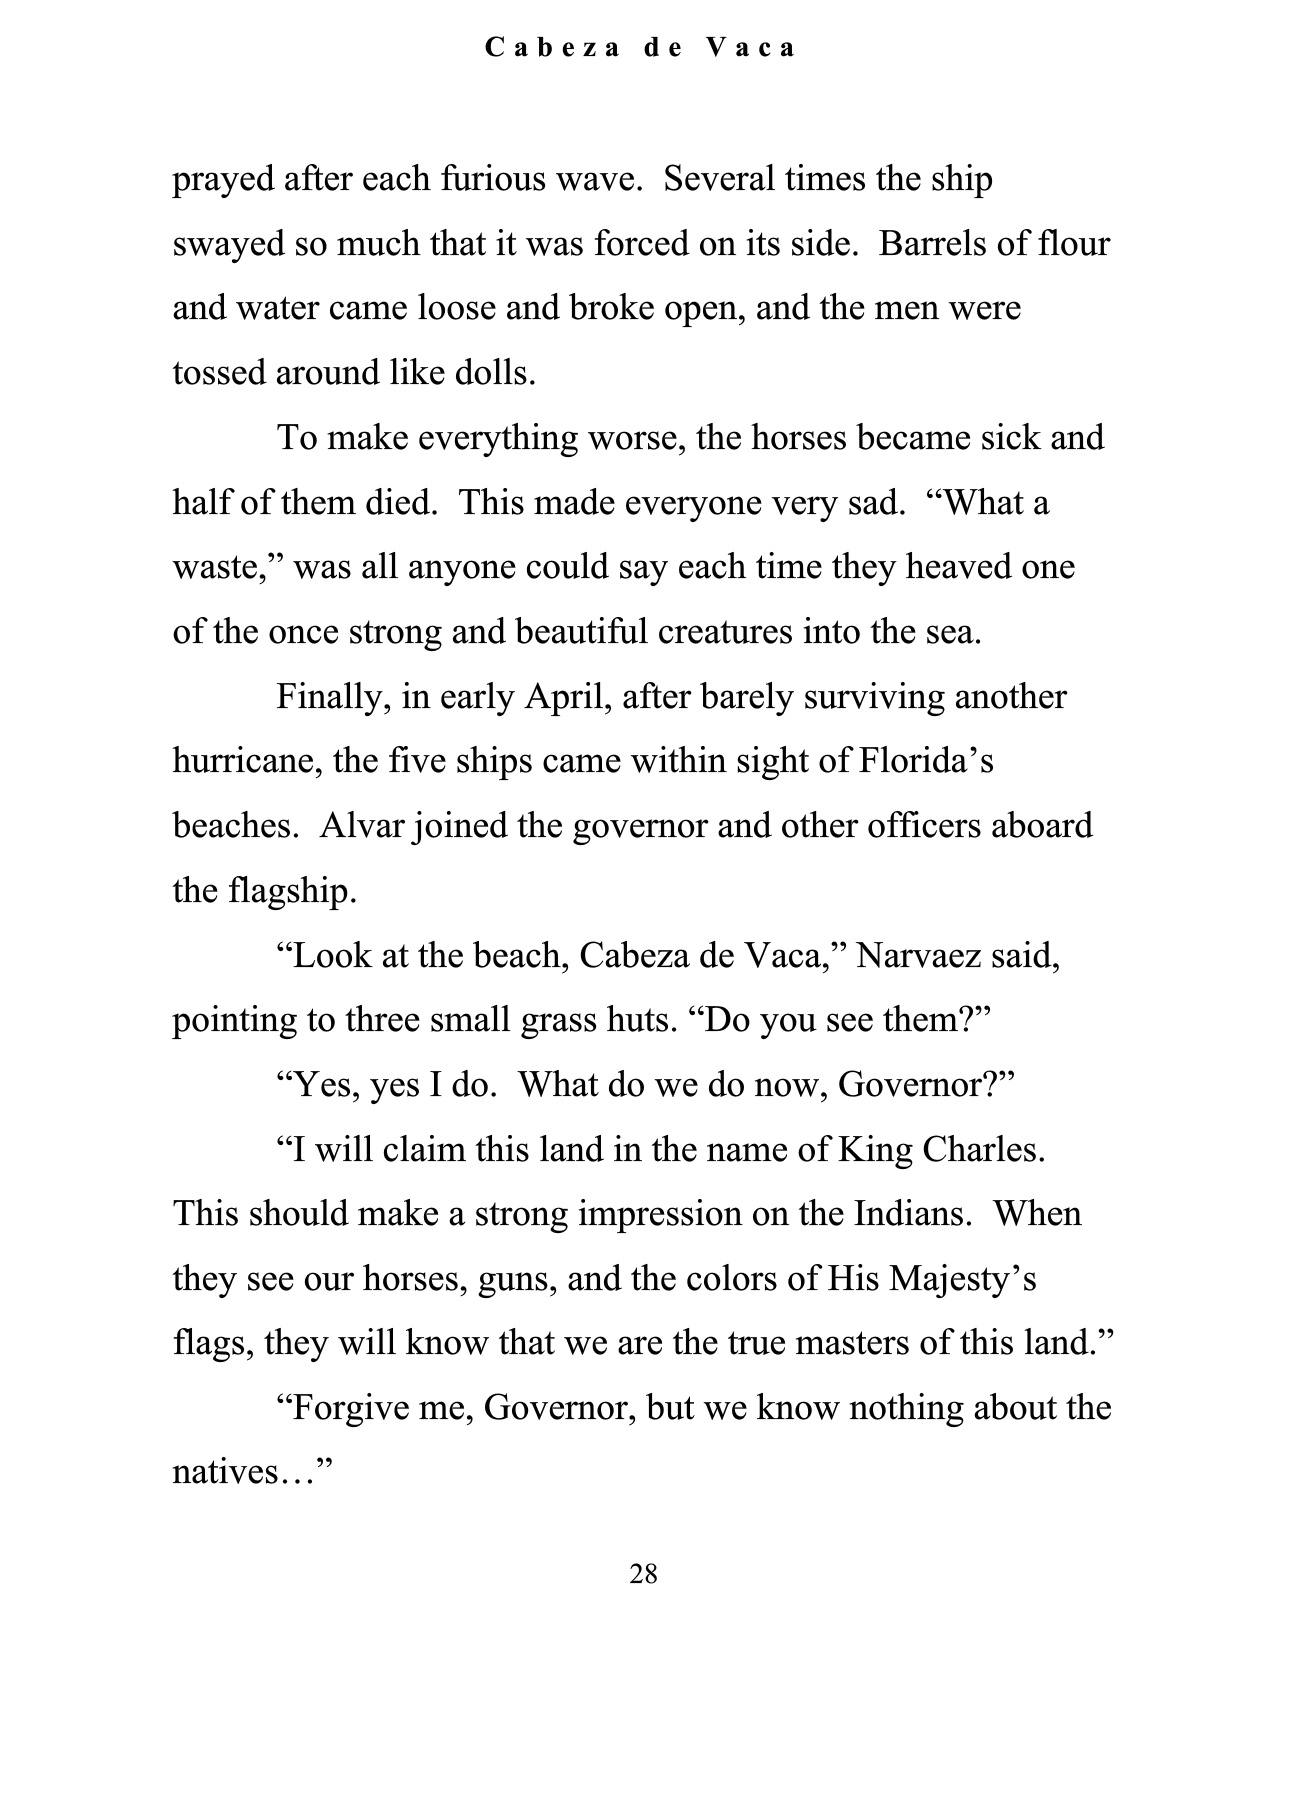 Cabeza de Vaca
prayed after each furious wave.  Several times the ship
swayed so much that it was forced on its side.  Barrels of flour
and water came loose and broke open, and the men were
tossed around like dolls.
To make everything worse, the horses became sick and
half of them died.  This made everyone very sad.  “What a
waste,” was all anyone could say each time they heaved one
of the once strong and beautiful creatures into the sea.
Finally, in early April, after barely surviving another
hurricane, the five ships came within sight of Florida’s
beaches.  Alvar joined the governor and other officers aboard
the flagship.
“Look at the beach, Cabeza de Vaca,” Narvaez said,
pointing to three small grass huts. “Do you see them?”
“Yes, yes I do.  What do we do now, Governor?”
“I will claim this land in the name of King Charles.
This should make a strong impression on the Indians.  When
they see our horses, guns, and the colors of His Majesty’s
flags, they will know that we are the true masters of this land.”
“Forgive me, Governor, but we know nothing about the
natives…”
28